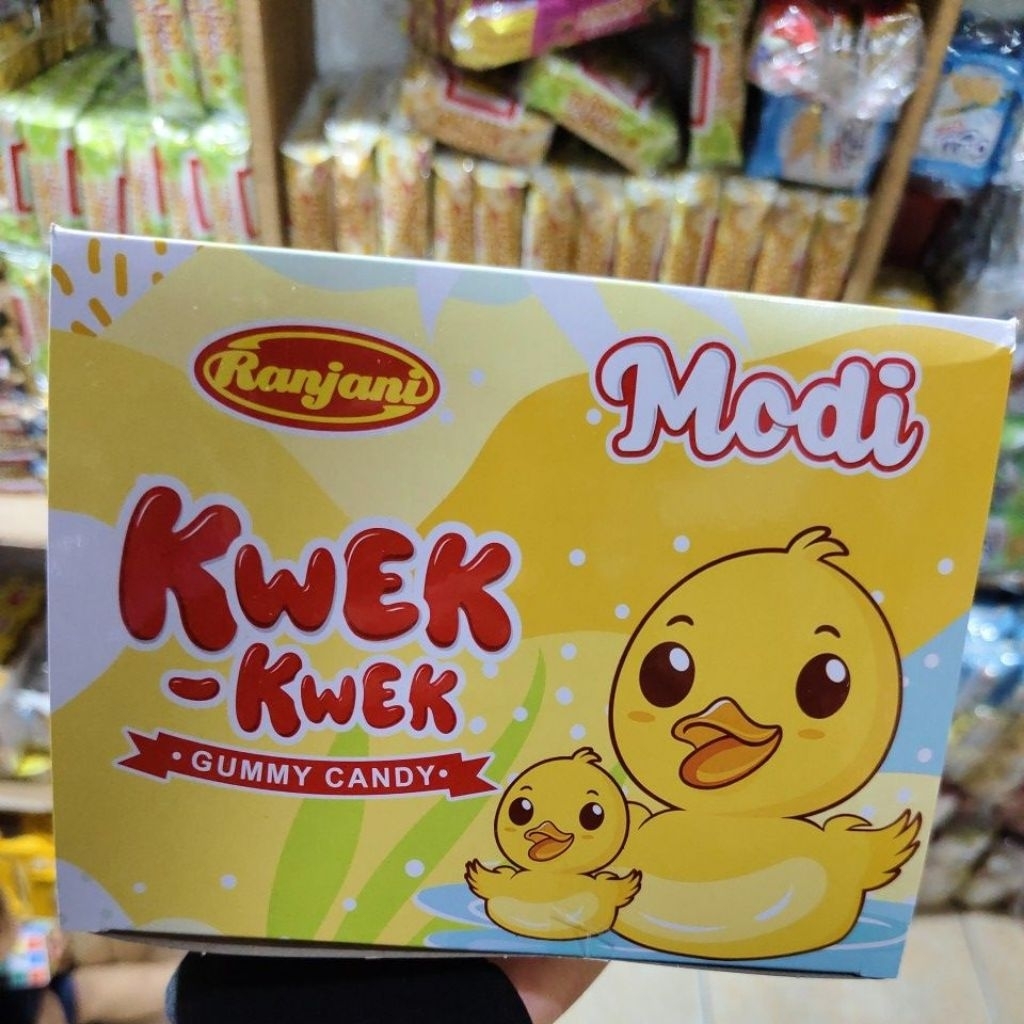 Ranjani
Modi
KWEK
-KWEK
• GUMMY CANDY •